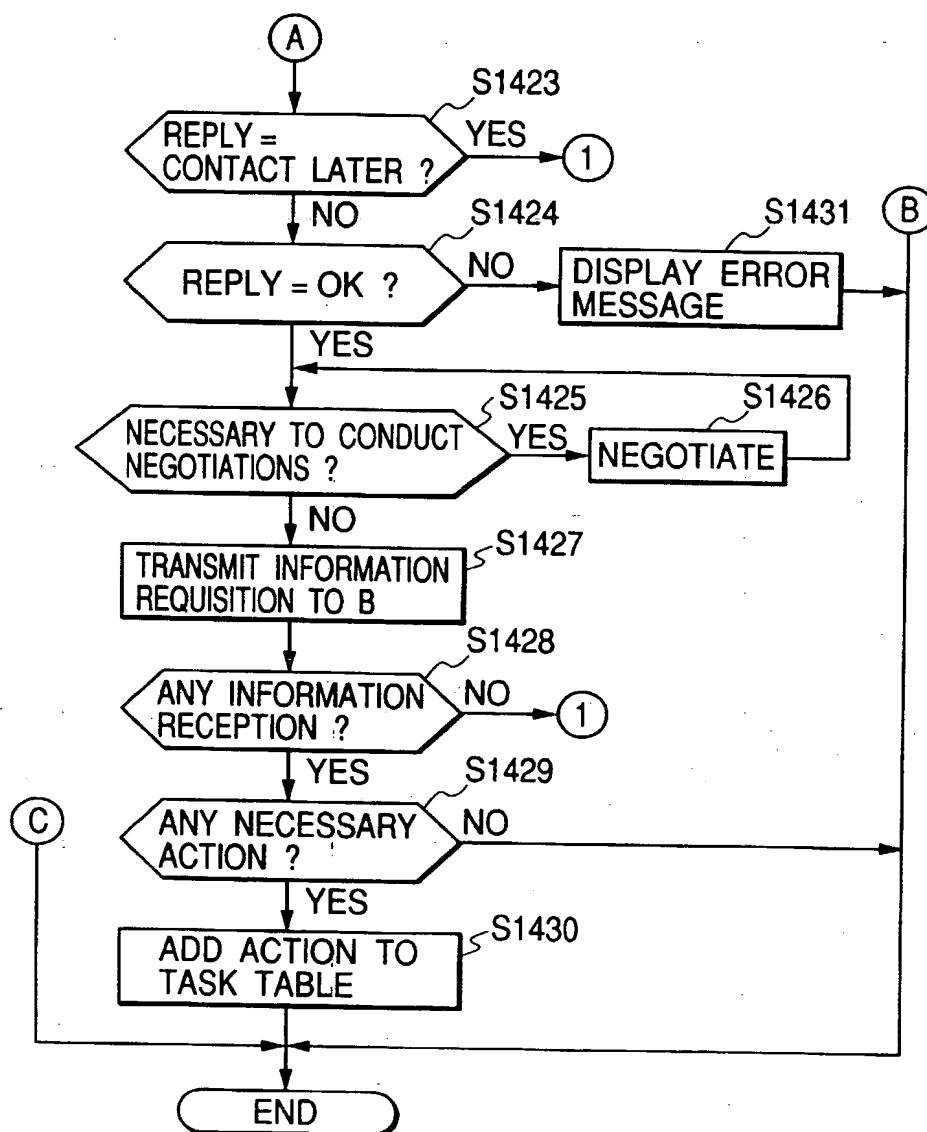 A
S1423
REPLY =
CONTACT LATER ?
YES
1
NO
S1424
REPLY = OK ?
NO
S1431
DISPLAY ERROR
MESSAGE
B
YES
S1425
NECESSARY TO CONDUCT
NEGOTIATIONS ?
YES
S1426
NEGOTIATE
NO
S1427
TRANSMIT INFORMATION
REQUISITION TO B
S1428
ANY INFORMATION
RECEPTION ?
NO
1
YES
S1429
C
ANY NECESSARY
ACTION ?
NO
YES
S1430
ADD ACTION TO
TASK TABLE
END